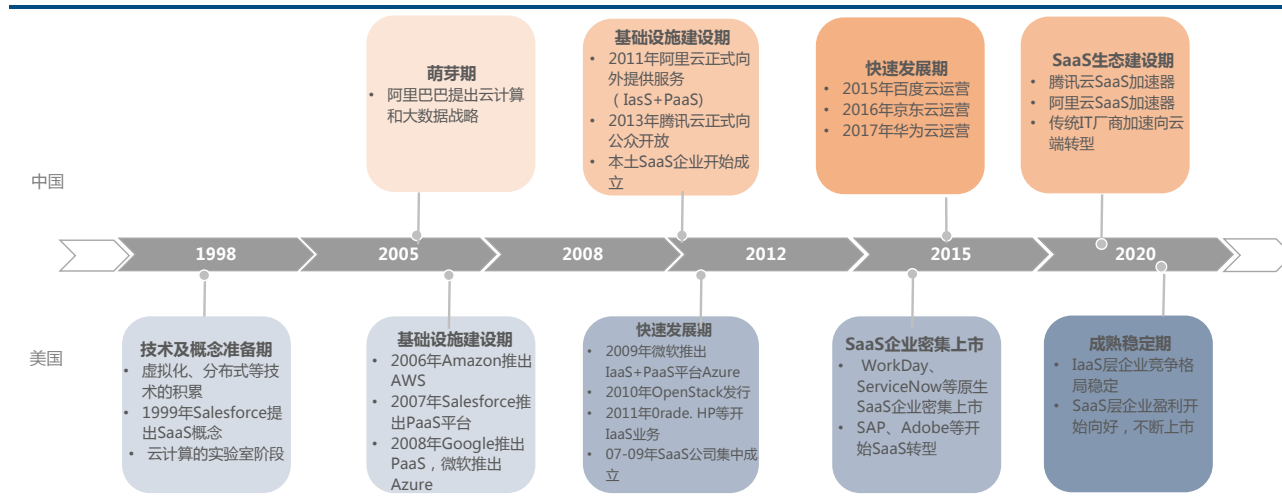 萌芽期
• 阿里巴巴提出云计算
和大数据战略
基础设施建设期
• 2011年阿里云正式向
外提供服务
（IasS+PaaS)
• 2013年腾讯云正式向
公众开放
• 本土SaaS企业开始成
立
快速发展期
• 2015年百度云运营
• 2016年京东云运营
• 2017年华为云运营
SaaS生态建设期
• 腾讯云SaaS加速器
• 阿里云SaaS加速器
• 传统IT厂商加速向云
端转型
中国
1998
2005
2008
2012
2015
2020
美国
技术及概念准备期
• 虚拟化、分布式等技
术的积累
• 1999年Salesforce提
出SaaS概念
• 云计算的实验室阶段
基础设施建设期
• 2006年Amazon推出
AWS
• 2007年Salesforce推
出PaaS平台
• 2008年Google推出
PaaS，微软推出
Azure
快速发展期
• 2009年微软推出
IaaS+PaaS平台Azure
• 2010年OpenStack发行
• 2011年0rade. HP等开
IaaS业务
• 07-09年SaaS公司集中成
立
SaaS企业密集上市
• WorkDay、
ServiceNow等原生
SaaS企业密集上市
• SAP、Adobe等开
始SaaS转型
成熟稳定期
• IaaS层企业竞争格
局稳定
• SaaS层企业盈利开
始向好，不断上市